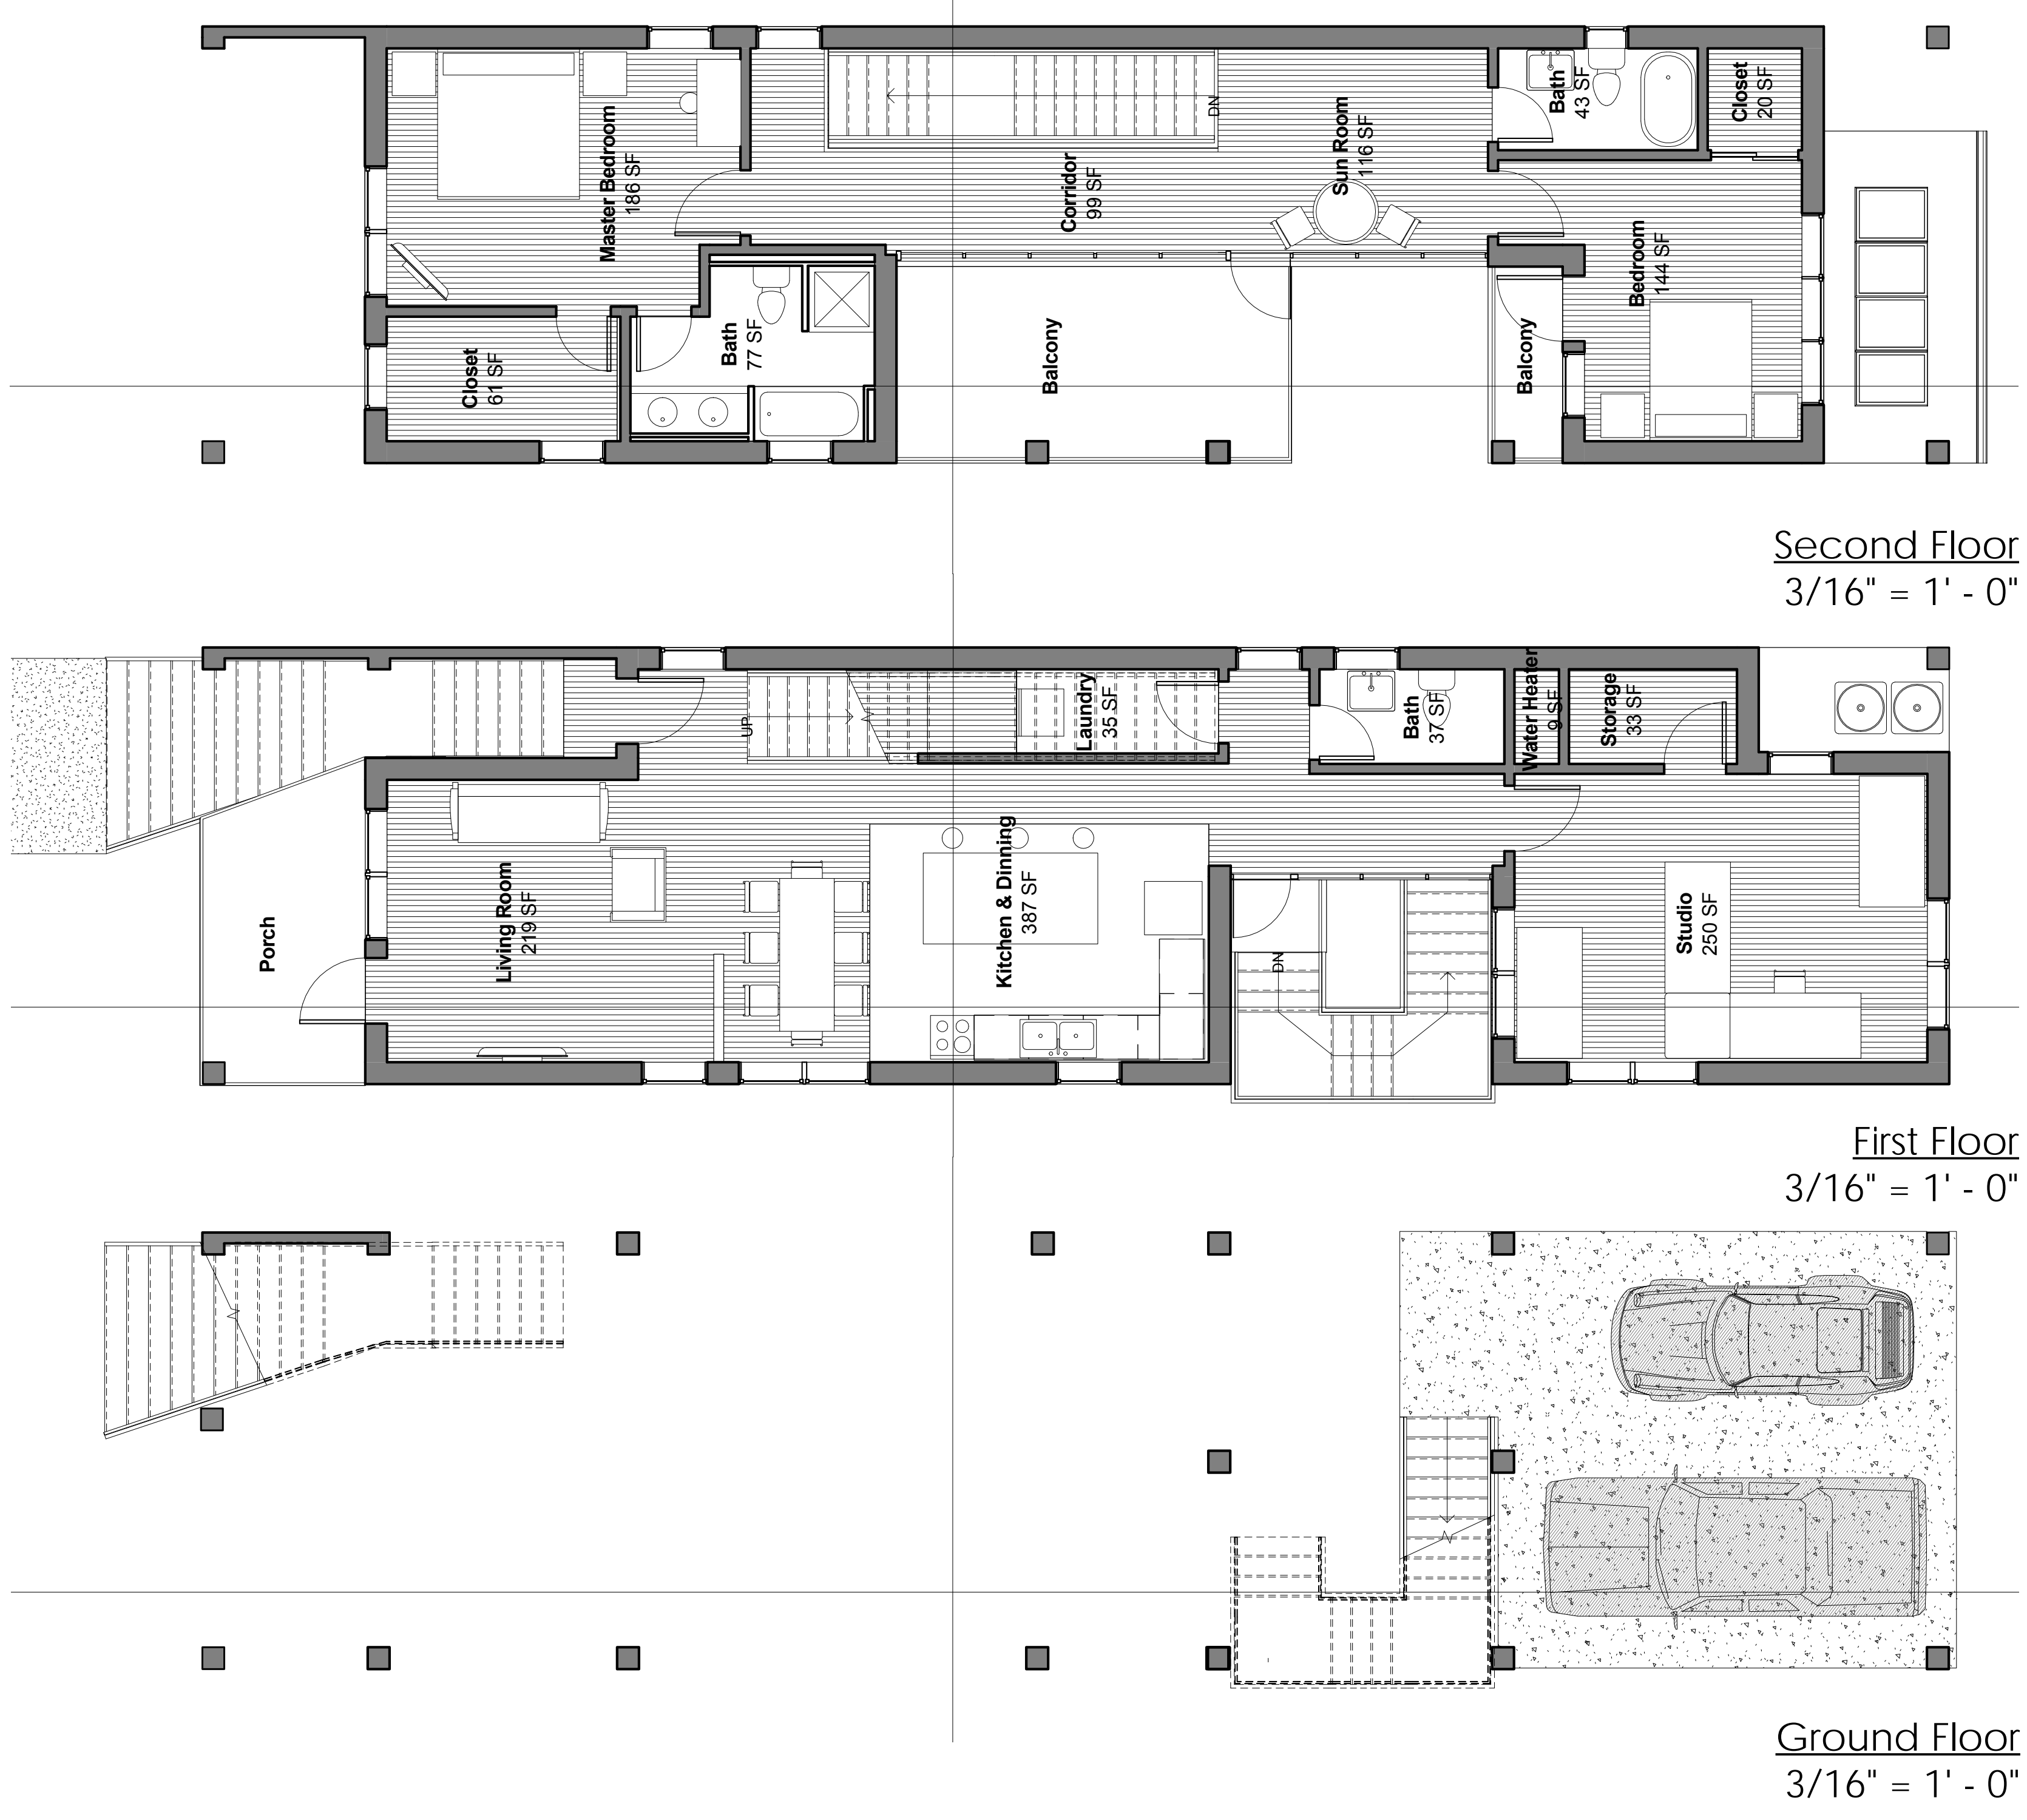 Master Bedroom
186 SF
Closet
61 SF
Bath
77 SF
Corridor
99 SF
DN
Sun Room
116 SF
Bath
43 SF
Closet
20 SF
Bedroom
144 SF
Balcony
Balcony
Second Floor
3/16" = 1' - 0"
Porch
Living Room
219 SF
UP
Kitchen & Dinning
387 SF
Laundry
35 SF
DN
Bath
37 SF
Water Heater
9 SF
Storage
33 SF
Studio
250 SF
First Floor
3/16" = 1' - 0"
Ground Floor
3/16" = 1' - 0"